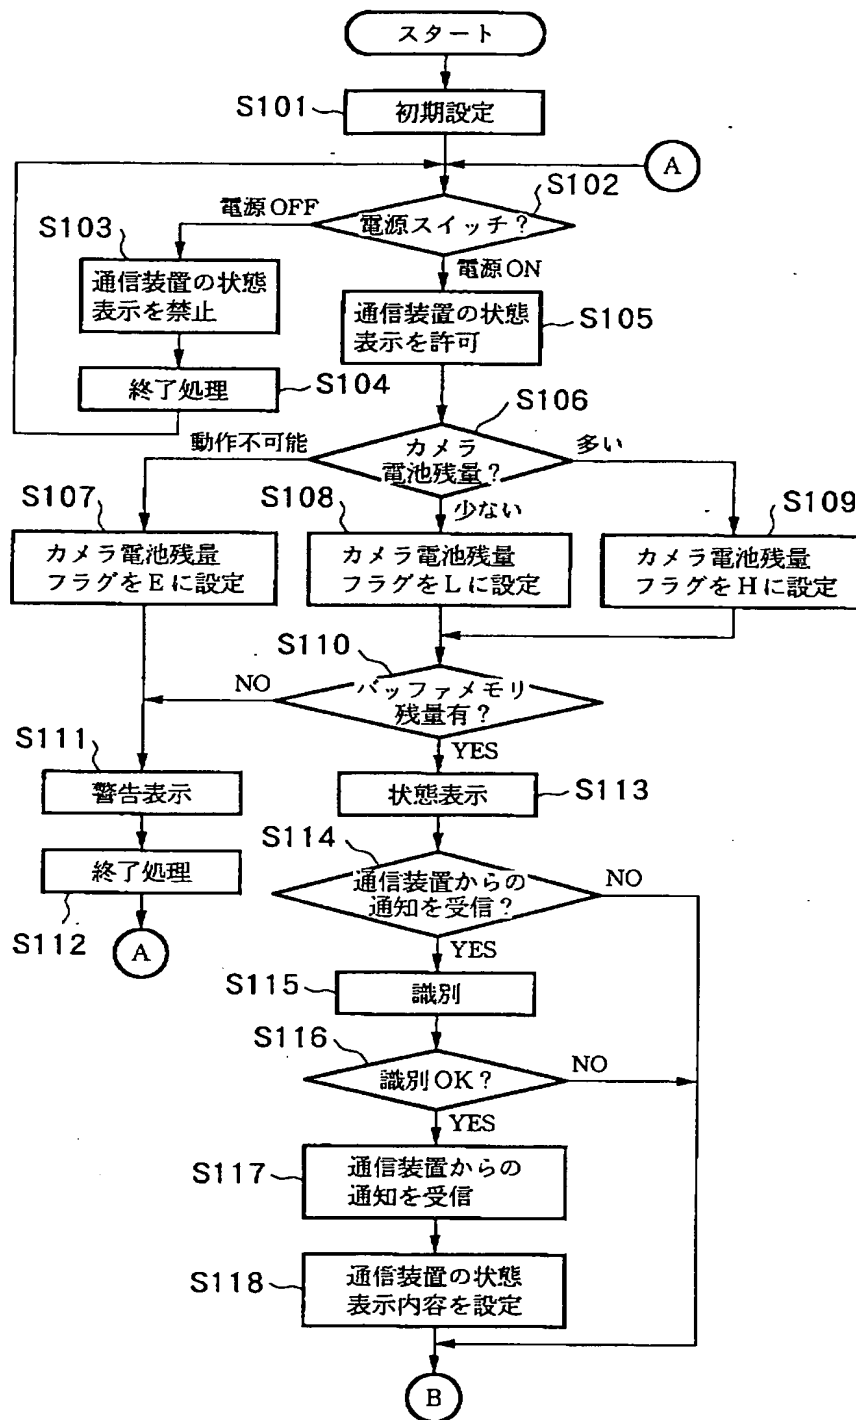 スタート
S101
初期設定
A
S102
電源OFF
電源スイッチ?
S103
電源ON
通信装置の状態
表示を禁止
通信装置の状態
表示を許可
S105
終了処理
S104
S106
動作不可能
カメラ
電池残量?
多い
S107
S108
少ない
S109
カメラ電池残量
フラグをEに設定
カメラ電池残量
フラグをLに設定
カメラ電池残量
フラグをHに設定
S110
NO
バッファメモリ
残量有?
YES
S111
警告表示
状態表示
S113
S114
終了処理
通信装置からの
通知を受信?
NO
S112
A
YES
S115
識別
S116
識別OK?
NO
YES
S117
通信装置からの
通知を受信
S118
通信装置の状態
表示内容を設定
B